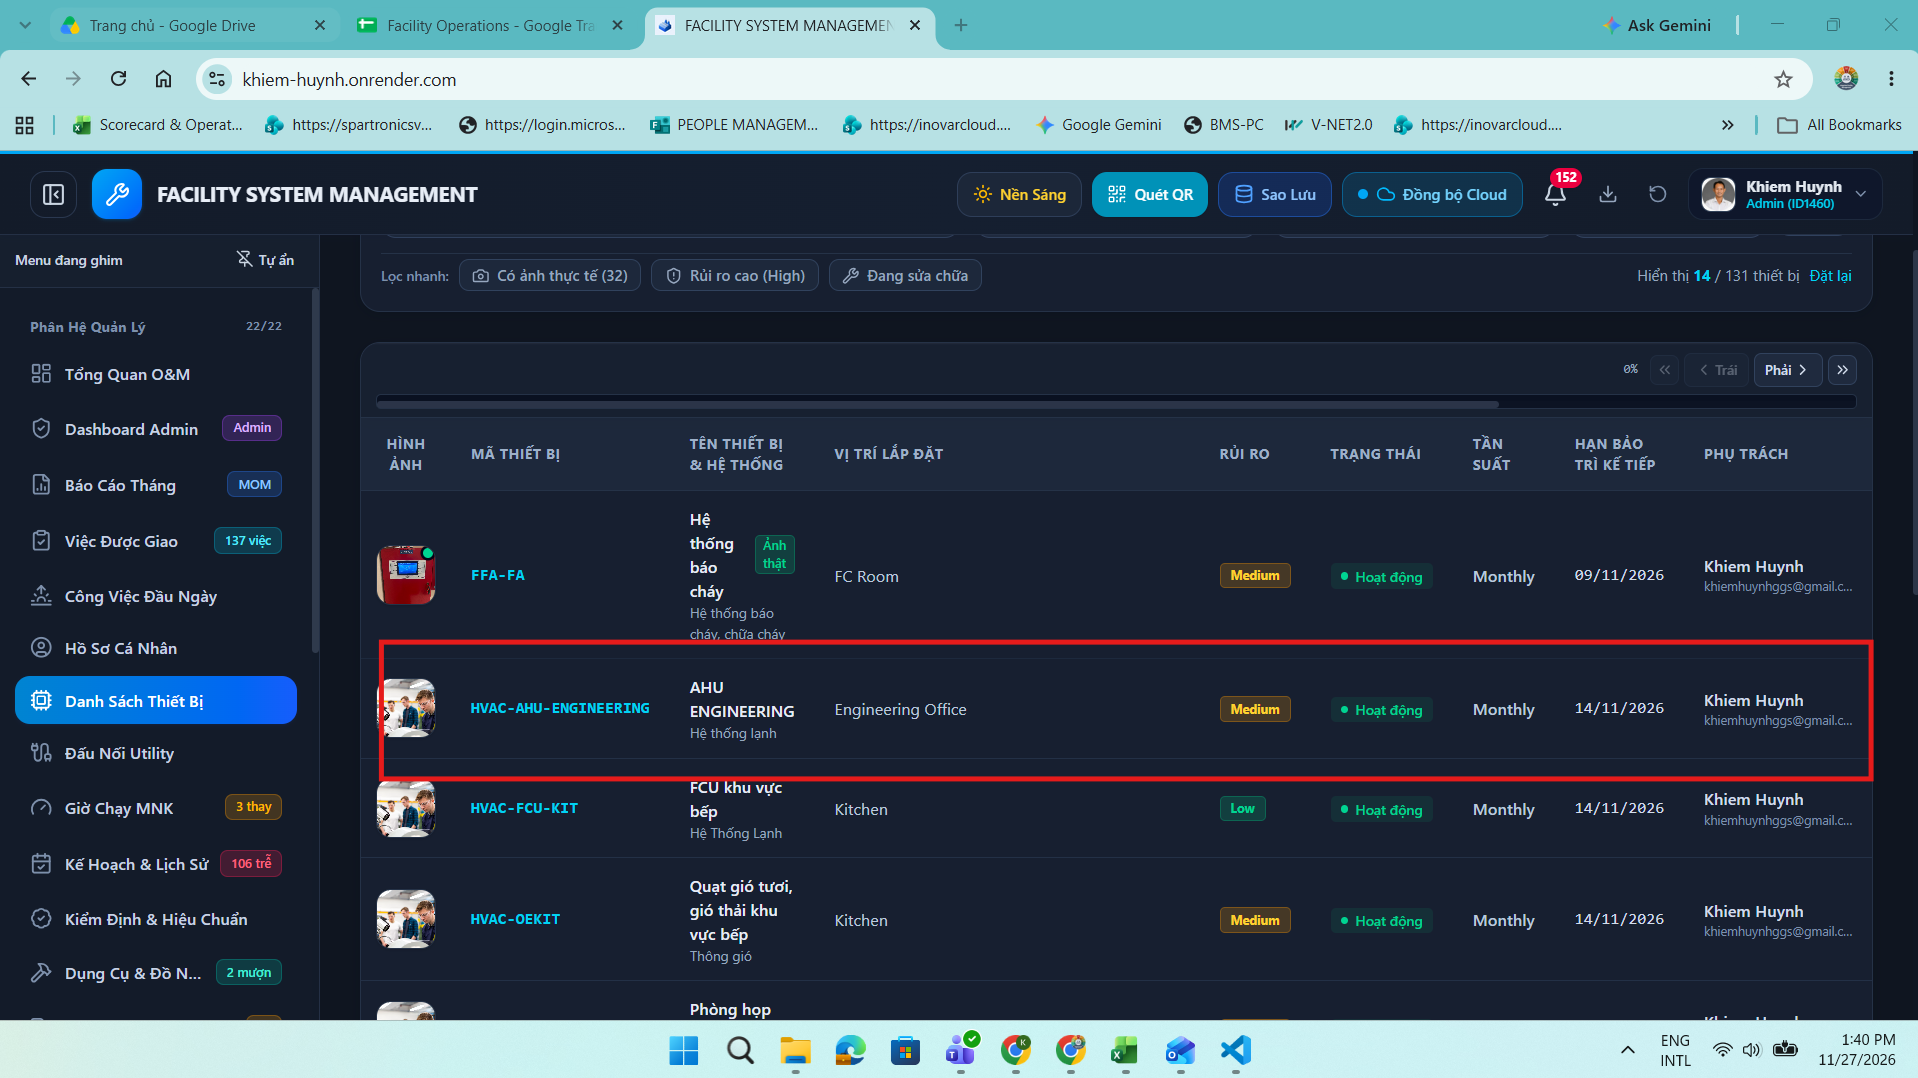 Trang chủ - Google Drive
Facility Operations - Google Tra
FACILITY SYSTEM MANAGEMEN
Ask Gemini
khiem-huynh.onrender.com
Scorecard & Operat...
https://spartronicsv...
https://login.micros...
PEOPLE MANAGEM...
https://inovarcloud....
Google Gemini
BMS-PC
V-NET2.0
https://inovarcloud....
All Bookmarks
FACILITY SYSTEM MANAGEMENT
Nền Sáng
Quét QR
Sao Lưu
Đồng bộ Cloud
152
Khiem Huynh
Admin (ID1460)
Menu đang ghim
Tự ẩn
Phân Hệ Quản Lý
22/22
Tổng Quan O&M
Dashboard Admin
Admin
Báo Cáo Tháng
MOM
Việc Được Giao
137 việc
Công Việc Đầu Ngày
Hồ Sơ Cá Nhân
Danh Sách Thiết Bị
Đấu Nối Utility
Giờ Chạy MNK
3 thay
Kế Hoạch & Lịch Sử
106 trễ
Kiểm Định & Hiệu Chuẩn
Dụng Cụ & Đồ N...
2 mượn
Lọc nhanh:
Có ảnh thực tế (32)
Rủi ro cao (High)
Đang sửa chữa
Hiển thị 14 / 131 thiết bị
Đặt lại
0%
Trái
Phải
HÌNH ẢNH
MÃ THIẾT BỊ
TÊN THIẾT BỊ & HỆ THỐNG
VỊ TRÍ LẮP ĐẶT
RỦI RO
TRẠNG THÁI
TẦN SUẤT
HẠN BẢO TRÌ KẾ TIẾP
PHỤ TRÁCH
FFA-FA
Hệ thống báo cháy
Ảnh thật
Hệ thống báo cháy, chữa cháy
FC Room
Medium
Hoạt động
Monthly
09/11/2026
Khiem Huynh
khiemhuynhggs@gmail.c...
HVAC-AHU-ENGINEERING
AHU ENGINEERING
Hệ thống lạnh
Engineering Office
Medium
Hoạt động
Monthly
14/11/2026
Khiem Huynh
khiemhuynhggs@gmail.c...
HVAC-FCU-KIT
FCU khu vực bếp
Hệ Thống Lạnh
Kitchen
Low
Hoạt động
Monthly
14/11/2026
Khiem Huynh
khiemhuynhggs@gmail.c...
HVAC-OEKIT
Quạt gió tươi, gió thải khu vực bếp
Thông gió
Kitchen
Medium
Hoạt động
Monthly
14/11/2026
Khiem Huynh
khiemhuynhggs@gmail.c...
Phòng họp
ENG
INTL
1:40 PM
11/27/2026